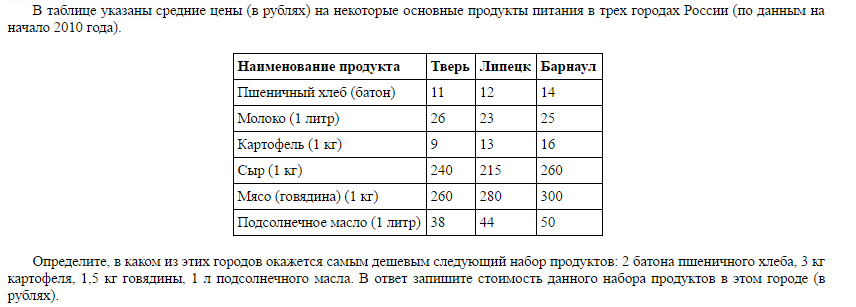 В таблице указаны средние цены (в рублях) на некоторые основные продукты питания в трех городах России (по данным на
начало 2010 года).
Наименование продукта Тверь Липецк Барнаул
Пшеничный хлеб (батон) 11 12 14
Молоко (1 литр) 26 23 25
Картофель (1 кг) 9 13 16
Сыр (1 кг) 240 215 260
Мясо (говядина) (1 кг) 260 280 300
Подсолнечное масло (1 литр) 38 44 50
Определите, в каком из этих городов окажется самым дешевым следующий набор продуктов: 2 батона пшеничного хлеба, 3 кг
картофеля, 1,5 кг говядины, 1 л подсолнечного масла. В ответ запишите стоимость данного набора продуктов в этом городе (в
рублях).